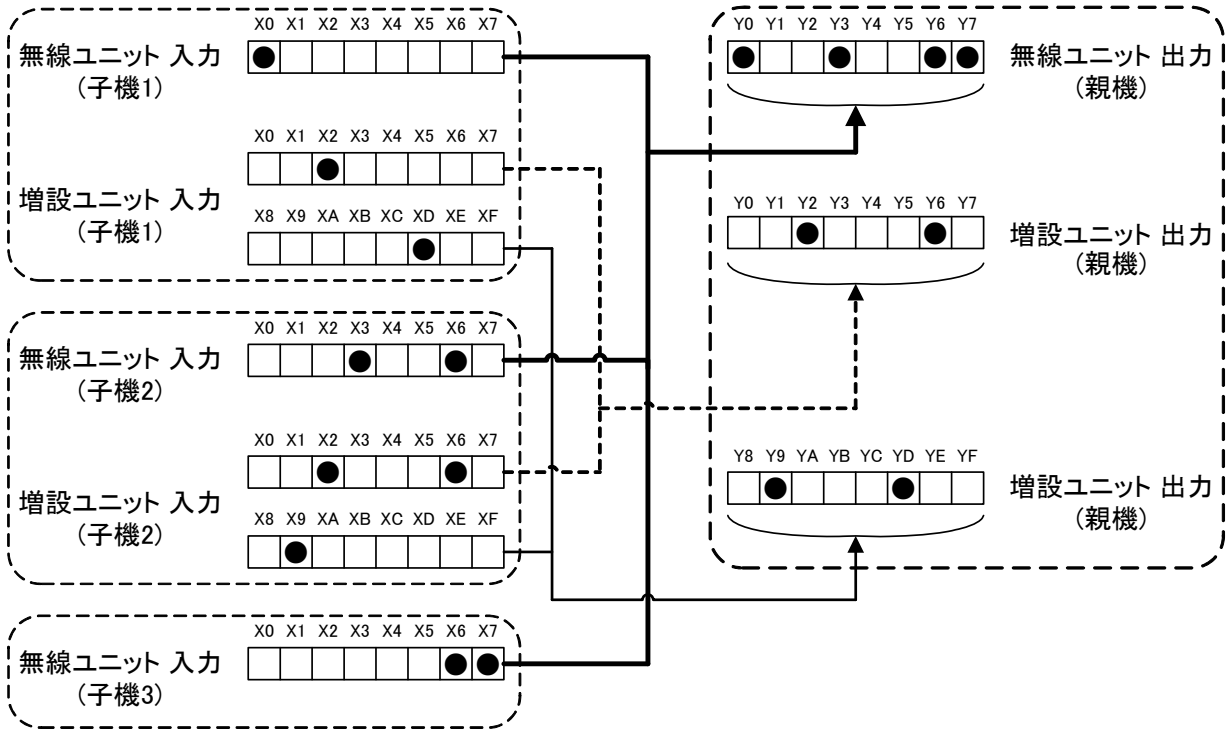 X0 X1 X2 X3 X4 X5 X6 X7
無線ユニット 入力
(子機1)
X0 X1 X2 X3 X4 X5 X6 X7
増設ユニット 入力
(子機1)
X8 X9 XA XB XC XD XE XF
X0 X1 X2 X3 X4 X5 X6 X7
無線ユニット 入力
(子機2)
X0 X1 X2 X3 X4 X5 X6 X7
増設ユニット 入力
(子機2)
X8 X9 XA XB XC XD XE XF
X0 X1 X2 X3 X4 X5 X6 X7
無線ユニット 入力
(子機3)
Y0 Y1 Y2 Y3 Y4 Y5 Y6 Y7
無線ユニット 出力
(親機)
Y0 Y1 Y2 Y3 Y4 Y5 Y6 Y7
増設ユニット 出力
(親機)
Y8 Y9 YA YB YC YD YE YF
増設ユニット 出力
(親機)